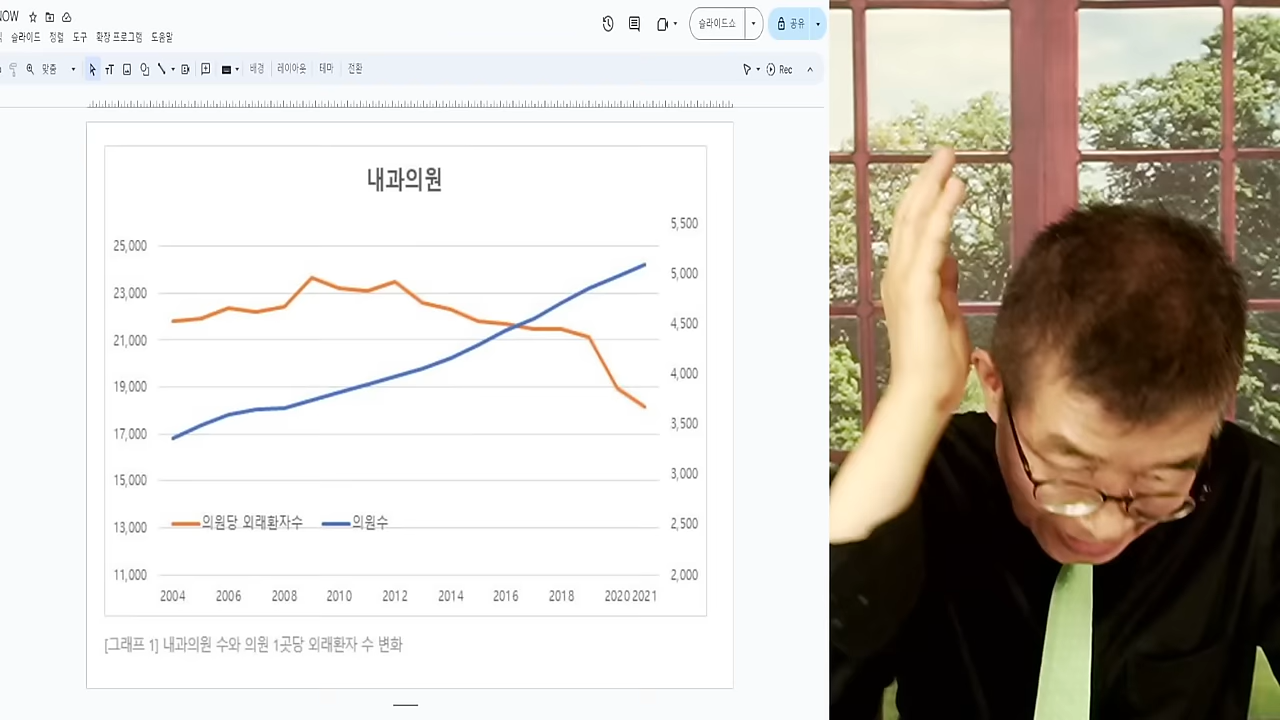 NOW
슬라이드 정렬 도구 확장 프로그램 도움말
슬라이드쇼
공유
맞춤
배경 레이아웃 테마 전환
Rec
내과의원
25,000
23,000
21,000
19,000
17,000
15,000
13,000
11,000
5,500
5,000
4,500
4,000
3,500
3,000
2,500
2,000
의원당 외래환자수 의원수
2004 2006 2008 2010 2012 2014 2016 2018 2020 2021
[그래프 1] 내과의원 수와 의원 1곳당 외래환자 수 변화